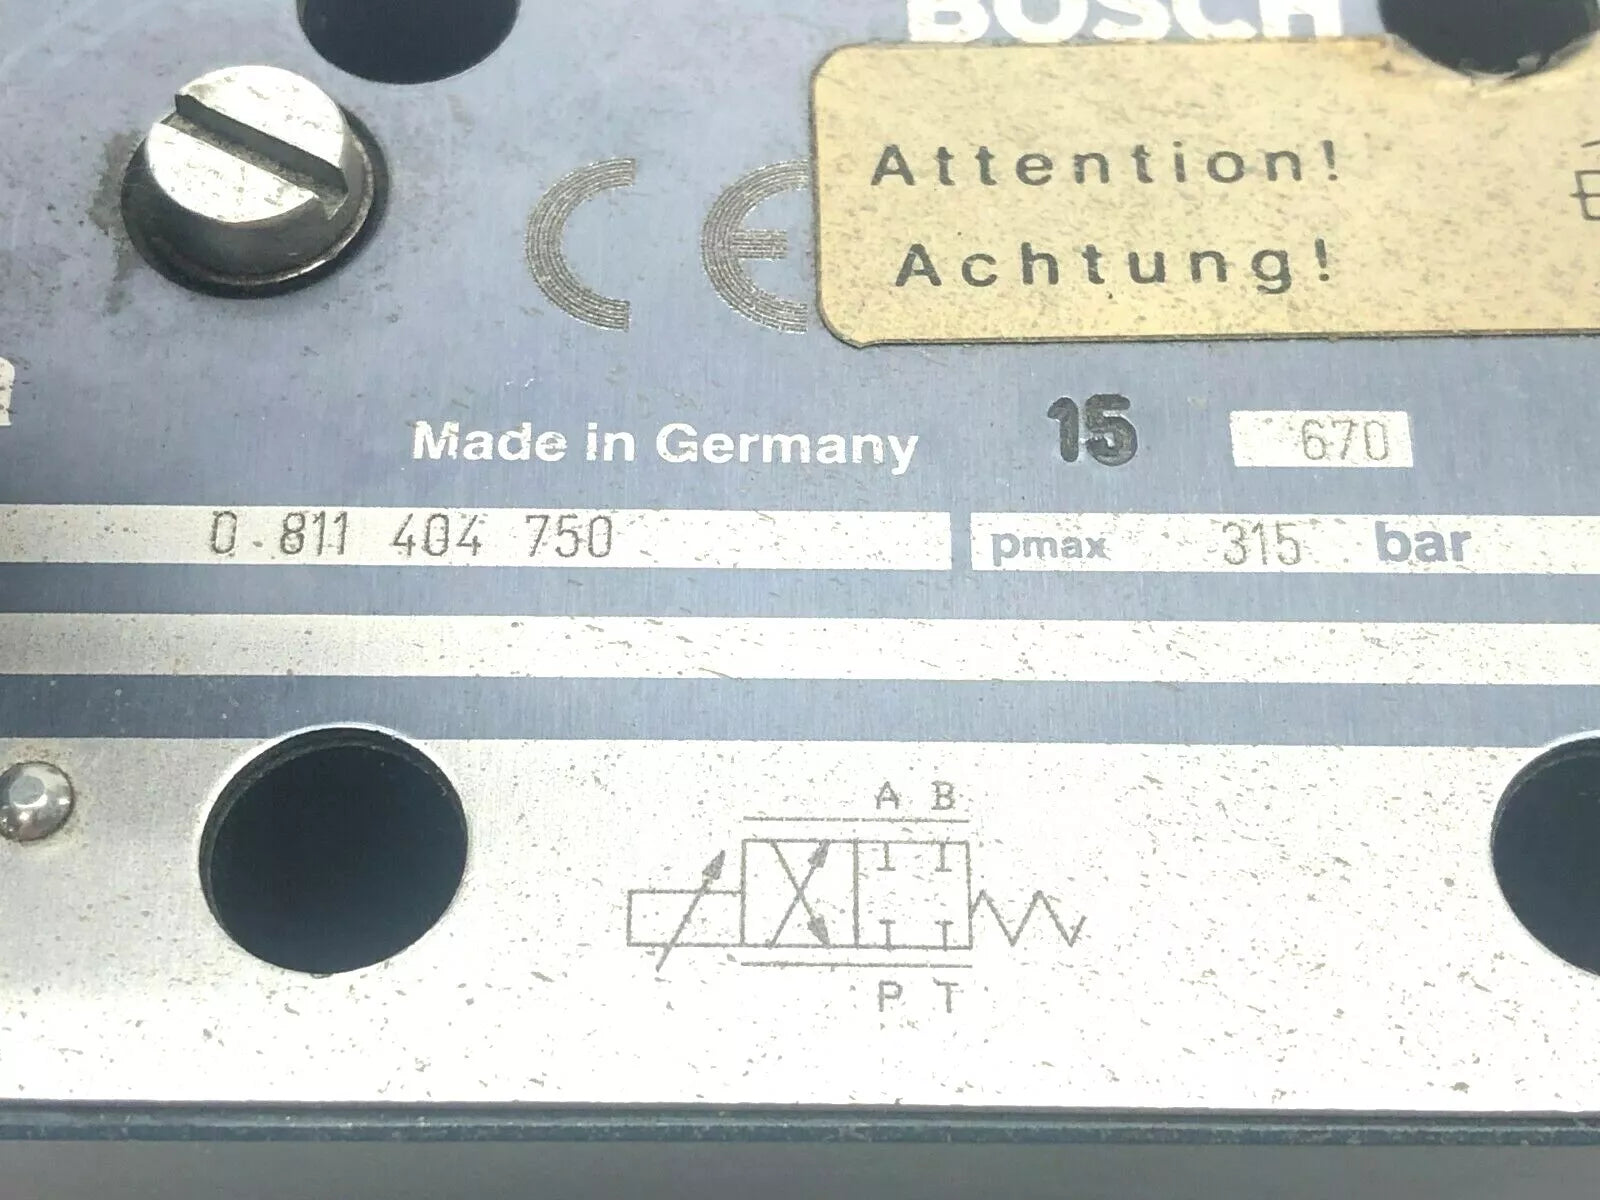 BOSCH
CE
Attention!
Achtung!
Made in Germany 15 670
0 811 404 750 pmax 315 bar
A B
P T